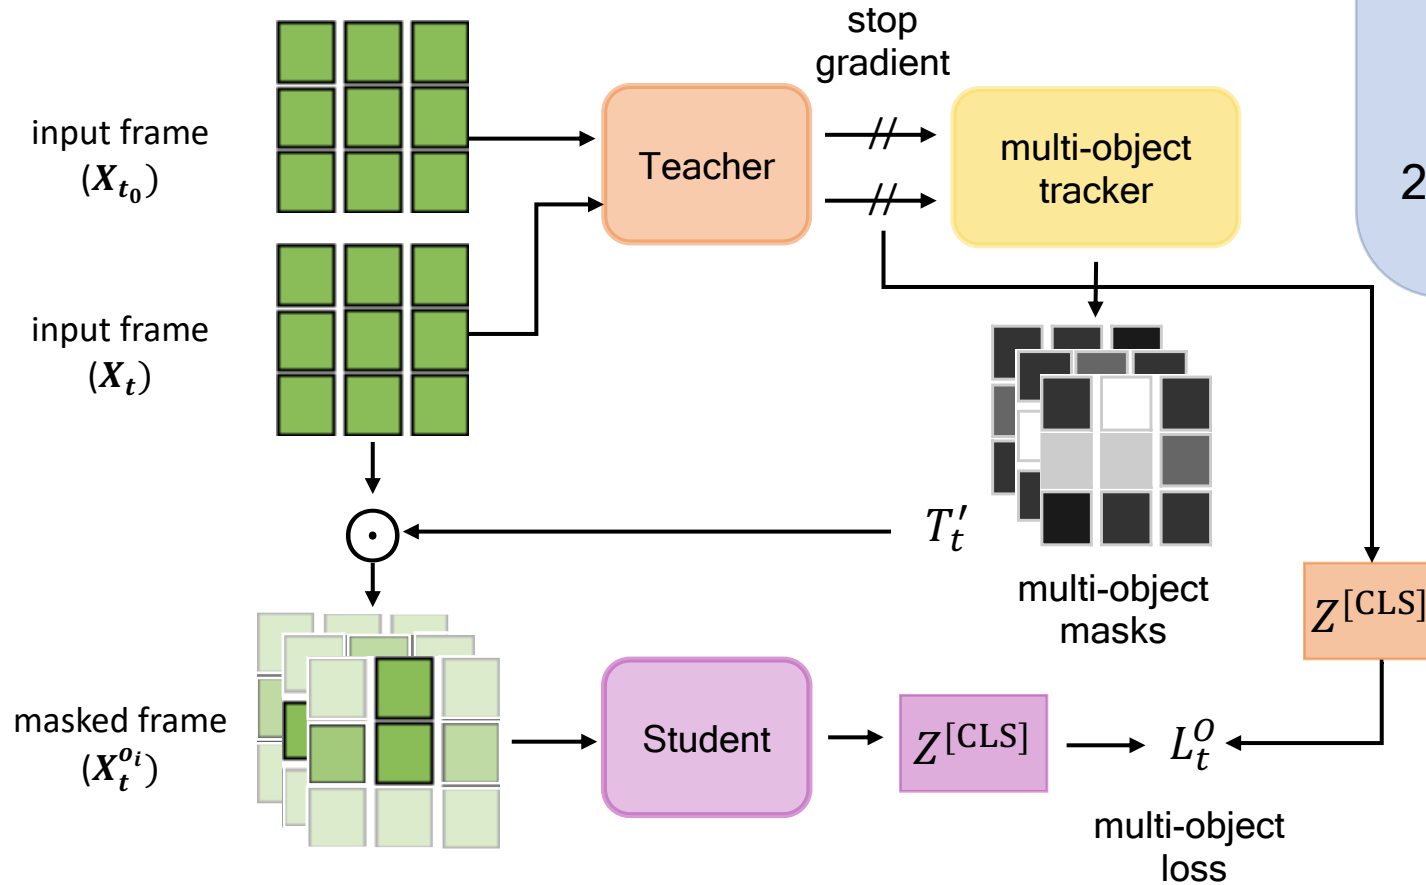 stop
gradient
input frame
(X_{t_0})
Teacher
multi-object
tracker
2
input frame
(X_t)
T'_t
multi-object
masks
Z^{[CLS]}
masked frame
(X_t^{o_i})
Student
Z^{[CLS]}
L_t^O
multi-object
loss